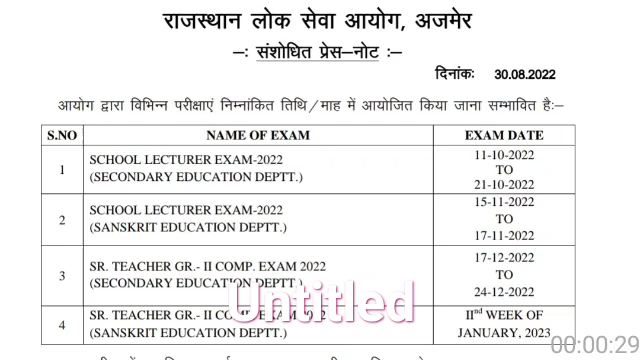 राजस्थान लोक सेवा आयोग, अजमेर
–: संशोधित प्रेस–नोट :–
दिनांकः 30.08.2022
आयोग द्वारा विभिन्न परीक्षाएं निम्नांकित तिथि/माह में आयोजित किया जाना सम्भावित हैः–
S.NO NAME OF EXAM EXAM DATE
1 SCHOOL LECTURER EXAM-2022 (SECONDARY EDUCATION DEPTT.) 11-10-2022 TO 21-10-2022
2 SCHOOL LECTURER EXAM-2022 (SANSKRIT EDUCATION DEPTT.) 15-11-2022 TO 17-11-2022
3 SR. TEACHER GR.- II COMP. EXAM 2022 (SECONDARY EDUCATION DEPTT.) 17-12-2022 TO 24-12-2022
4 SR. TEACHER GR.- II COMP. EXAM 2022 (SANSKRIT EDUCATION DEPTT.) IInd WEEK OF JANUARY, 2023
Untitled
00:00:29